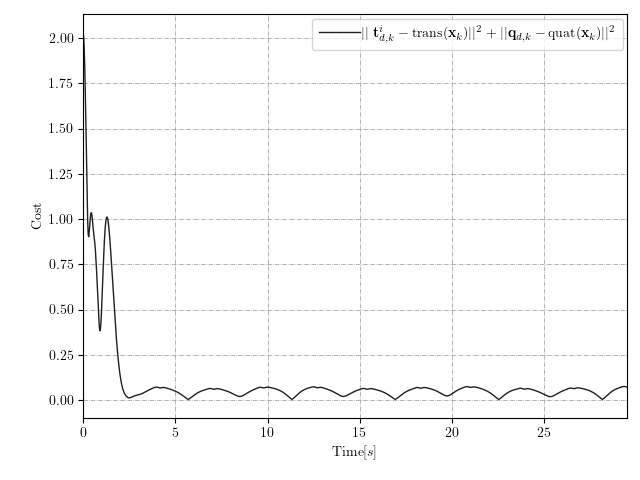 || t^i_{d,k} − trans(x_k)||^2 + ||q_{d,k} − quat(x_k)||^2
2.00
1.75
1.50
1.25
1.00
0.75
0.50
0.25
0.00
Cost
0 5 10 15 20 25
Time[s]